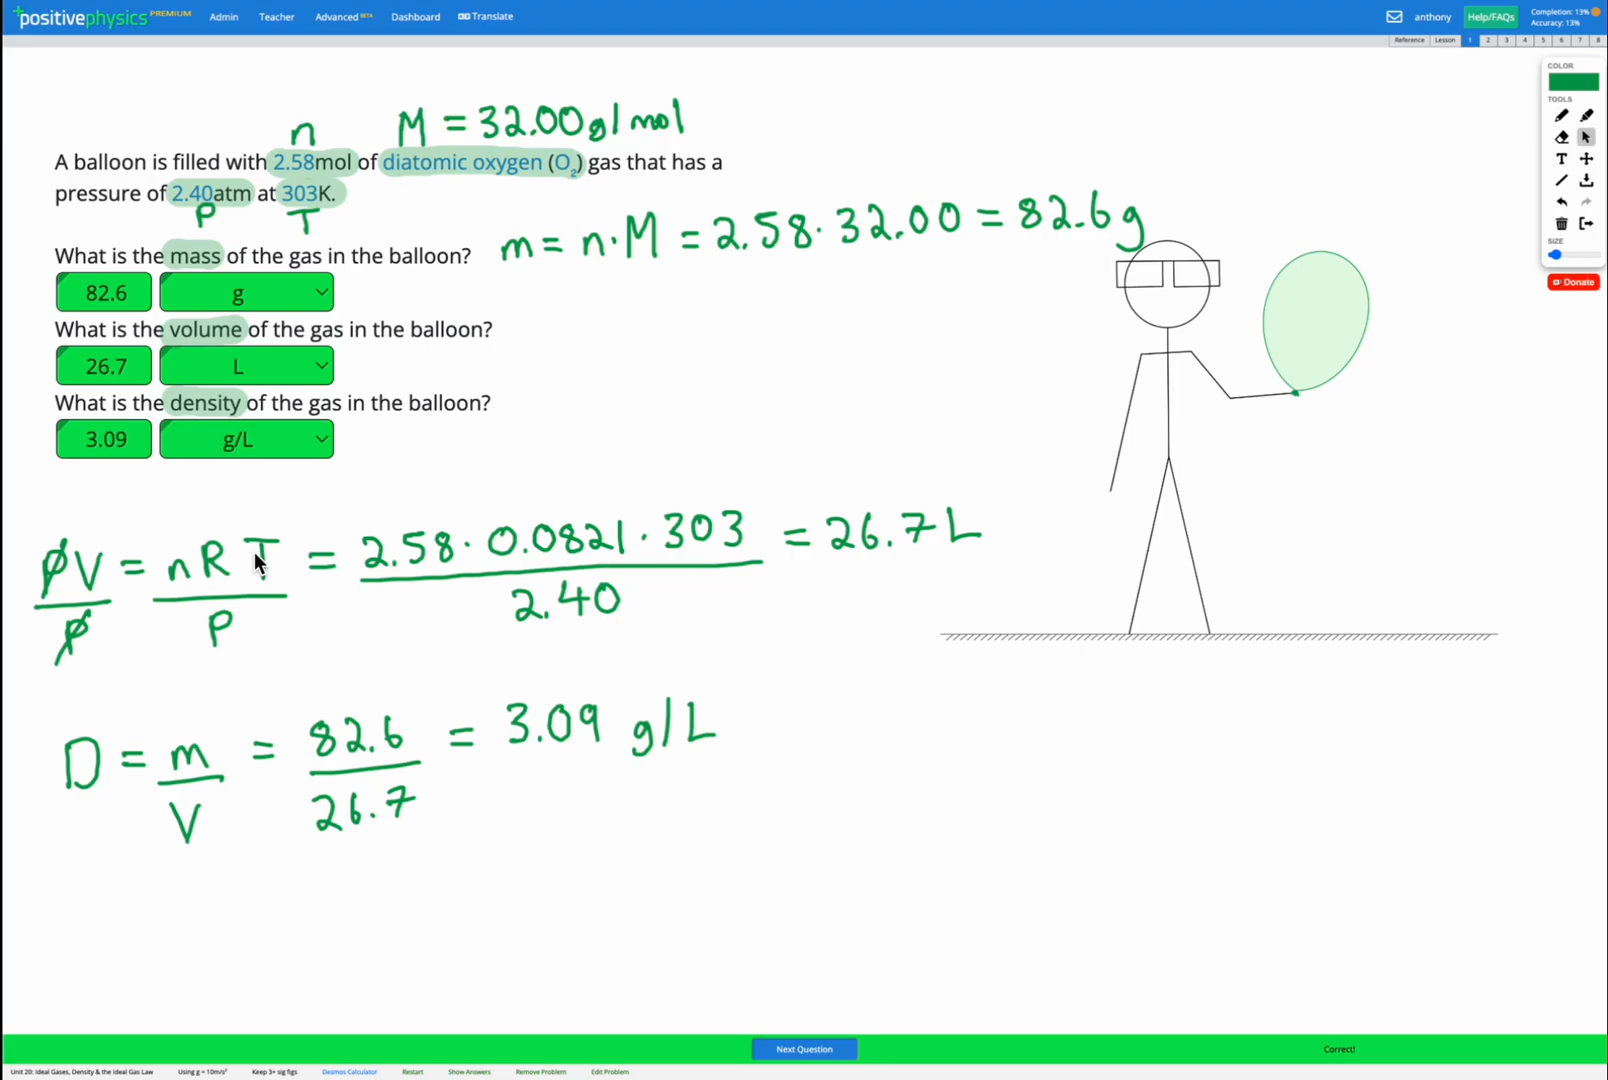 +positivephysics PREMIUM Admin Teacher Advanced BETA Dashboard Translate anthony Help/FAQs Completion: 13% Accuracy: 13%
Reference Lesson 1 2 3 4 5 6 7 8
COLOR
TOOLS
T
SIZE
Donate
n M = 32.00 g/mol
A balloon is filled with 2.58mol of diatomic oxygen (O₂) gas that has a
pressure of 2.40atm at 303K.
P T
m = n·M = 2.58·32.00 = 82.6 g
What is the mass of the gas in the balloon?
82.6 g
What is the volume of the gas in the balloon?
26.7 L
What is the density of the gas in the balloon?
3.09 g/L
PV = nRT = 2.58·0.0821·303 = 26.7 L
P P 2.40
D = m = 82.6 = 3.09 g/L
V 26.7
Next Question Correct!
Unit 20: Ideal Gases, Density & the Ideal Gas Law Using g = 10m/s² Keep 3+ sig figs Desmos Calculator Restart Show Answers Remove Problem Edit Problem